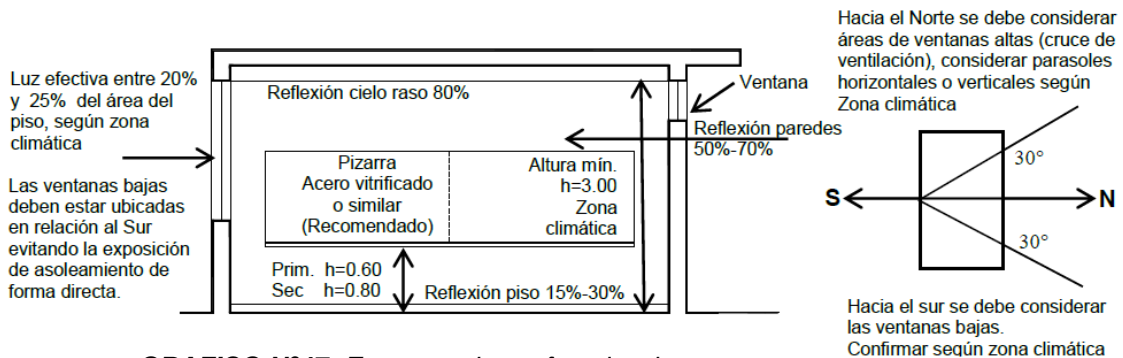 Luz efectiva entre 20%
y 25% del área del
piso, según zona
climática
Las ventanas bajas
deben estar ubicadas
en relación al Sur
evitando la exposición
de asoleamiento de
forma directa.
Reflexión cielo raso 80%
Pizarra
Acero vitrificado
o similar
(Recomendado)
Altura mín.
h=3.00
Zona
climática
Prim. h=0.60
Sec h=0.80
Reflexión piso 15%-30%
Ventana
Reflexión paredes
50%-70%
Hacia el Norte se debe considerar
áreas de ventanas altas (cruce de
ventilación), considerar parasoles
horizontales o verticales según
Zona climática
30°
S
N
30°
Hacia el sur se debe considerar
las ventanas bajas.
Confirmar según zona climática